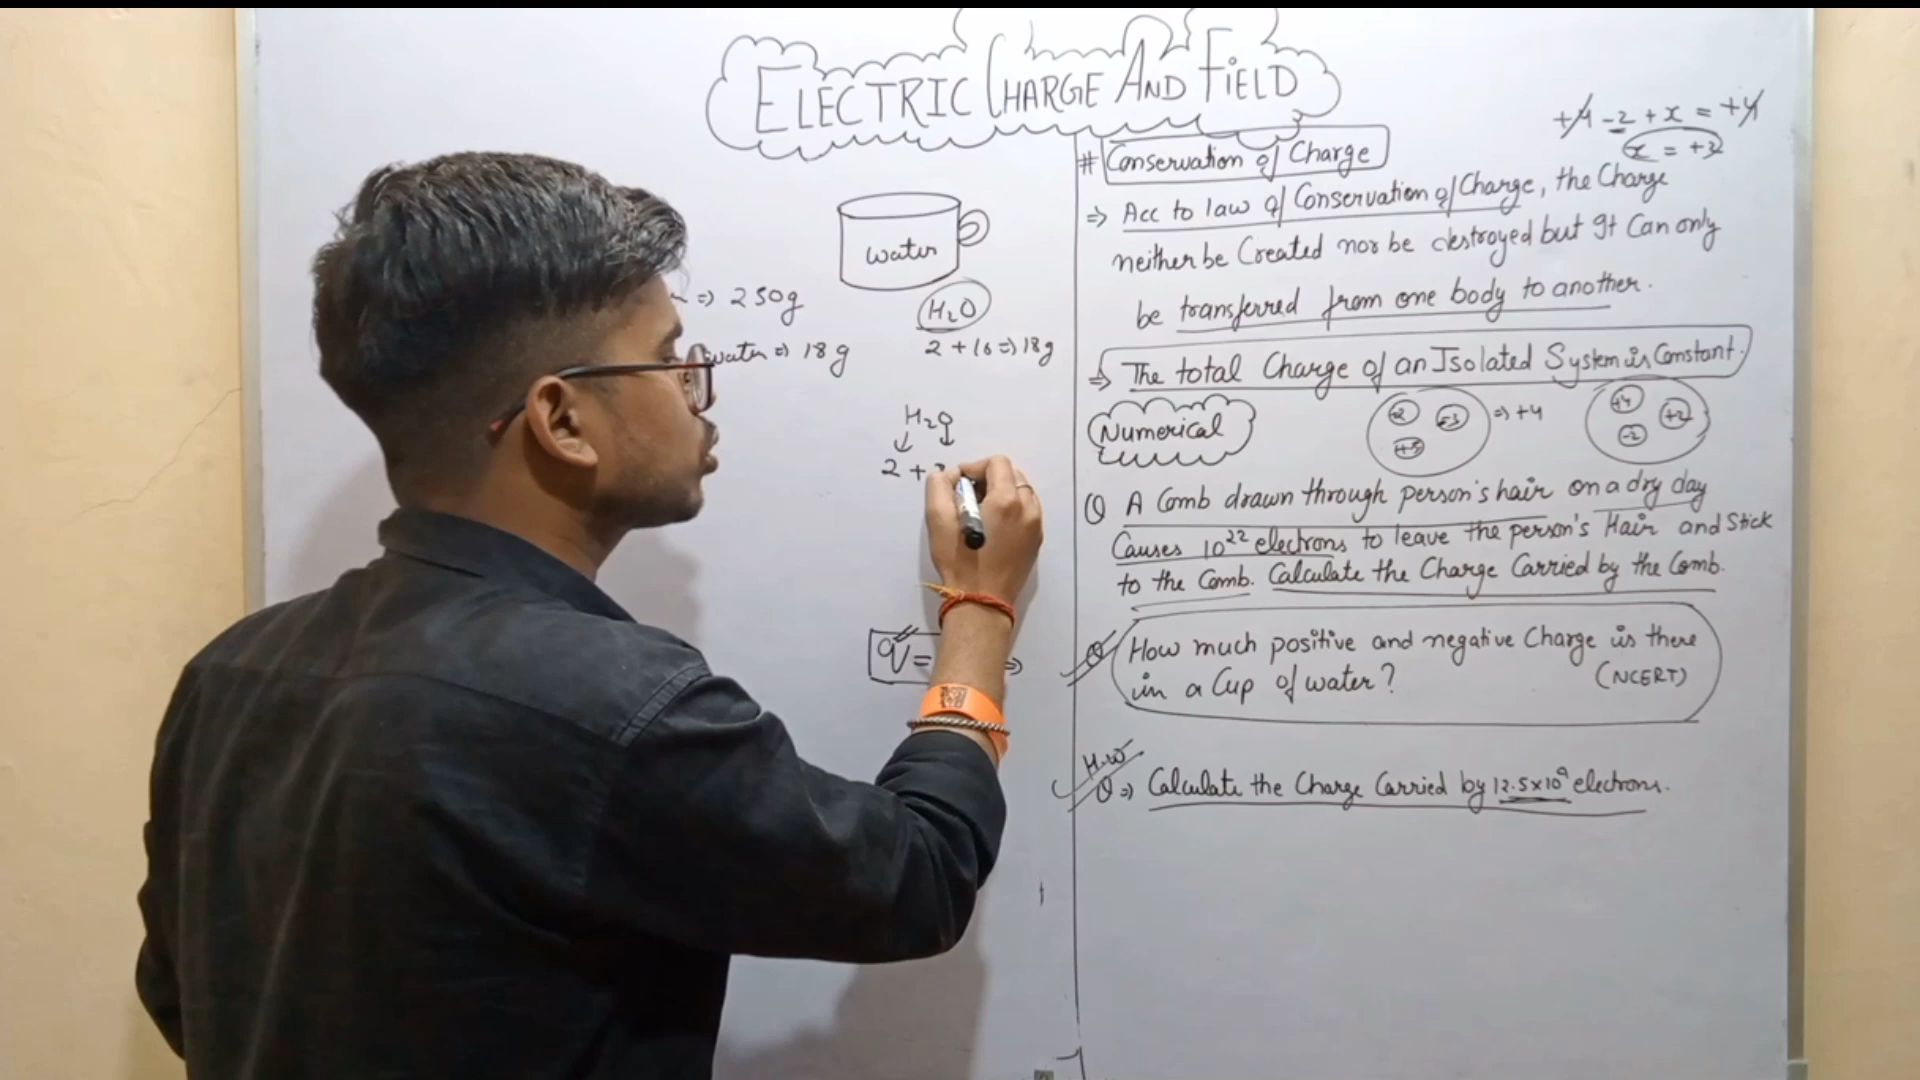 ELECTRIC CHARGE AND FIELD
water
=> 250g
H₂O
water => 18g
2 + 16 => 18g
H₂O
2 +
q =
=>
+4 -2 + x = +4
x = +2
# Conservation of Charge
=> Acc to law of Conservation of Charge, the Charge
neither be Created nor be destroyed but It Can only
be transferred from one body to another.
=> The total Charge of an Isolated System is Constant.
Numerical
+5
=> +4
+4
+2
-2
Q A Comb drawn through person's hair on a dry day
Causes 10²² electrons to leave the person's Hair and Stick
to the Comb. Calculate the Charge Carried by the Comb.
Q How much positive and negative Charge is there
in a Cup of water? (NCERT)
H.W
Q => Calculate the Charge Carried by 12.5x10⁹ electrons.